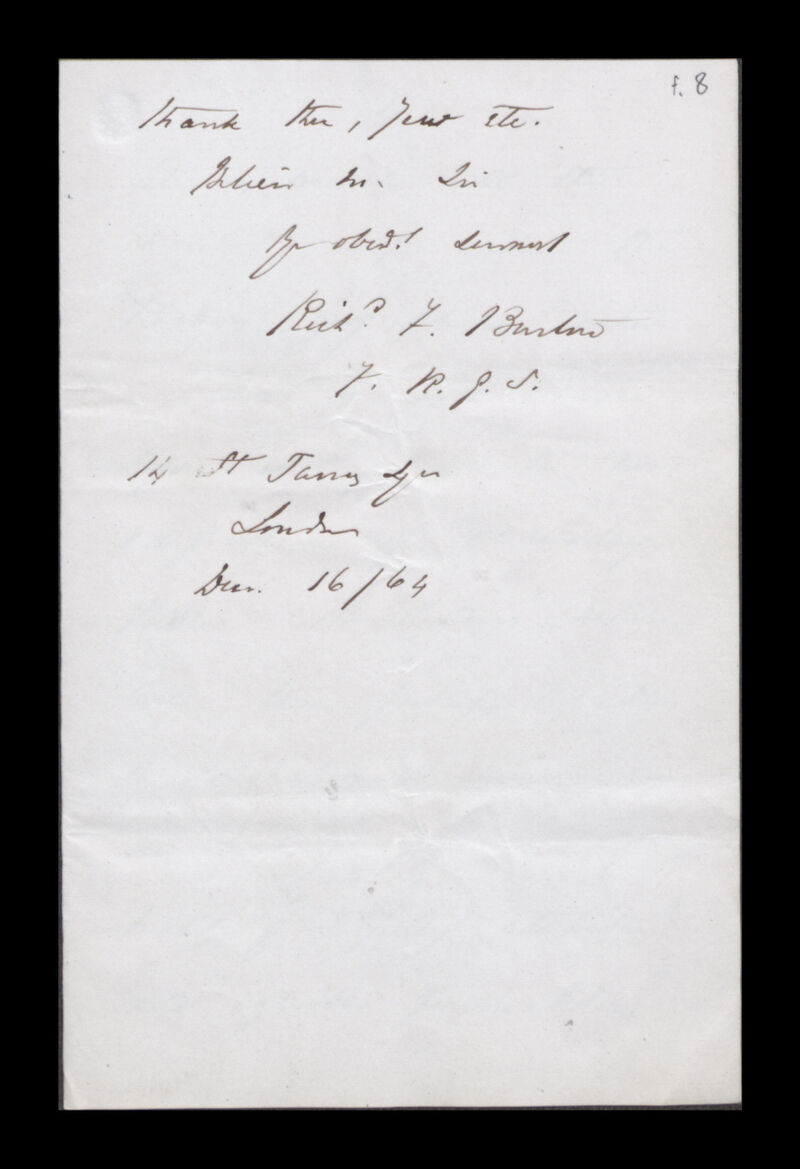 f. 8
thank the, Jew etc.
Believe me Sir
Yr obedt servant
Richd F. Burton
F. R. G. S.
14 St James Sqr
London
Dec. 16/64